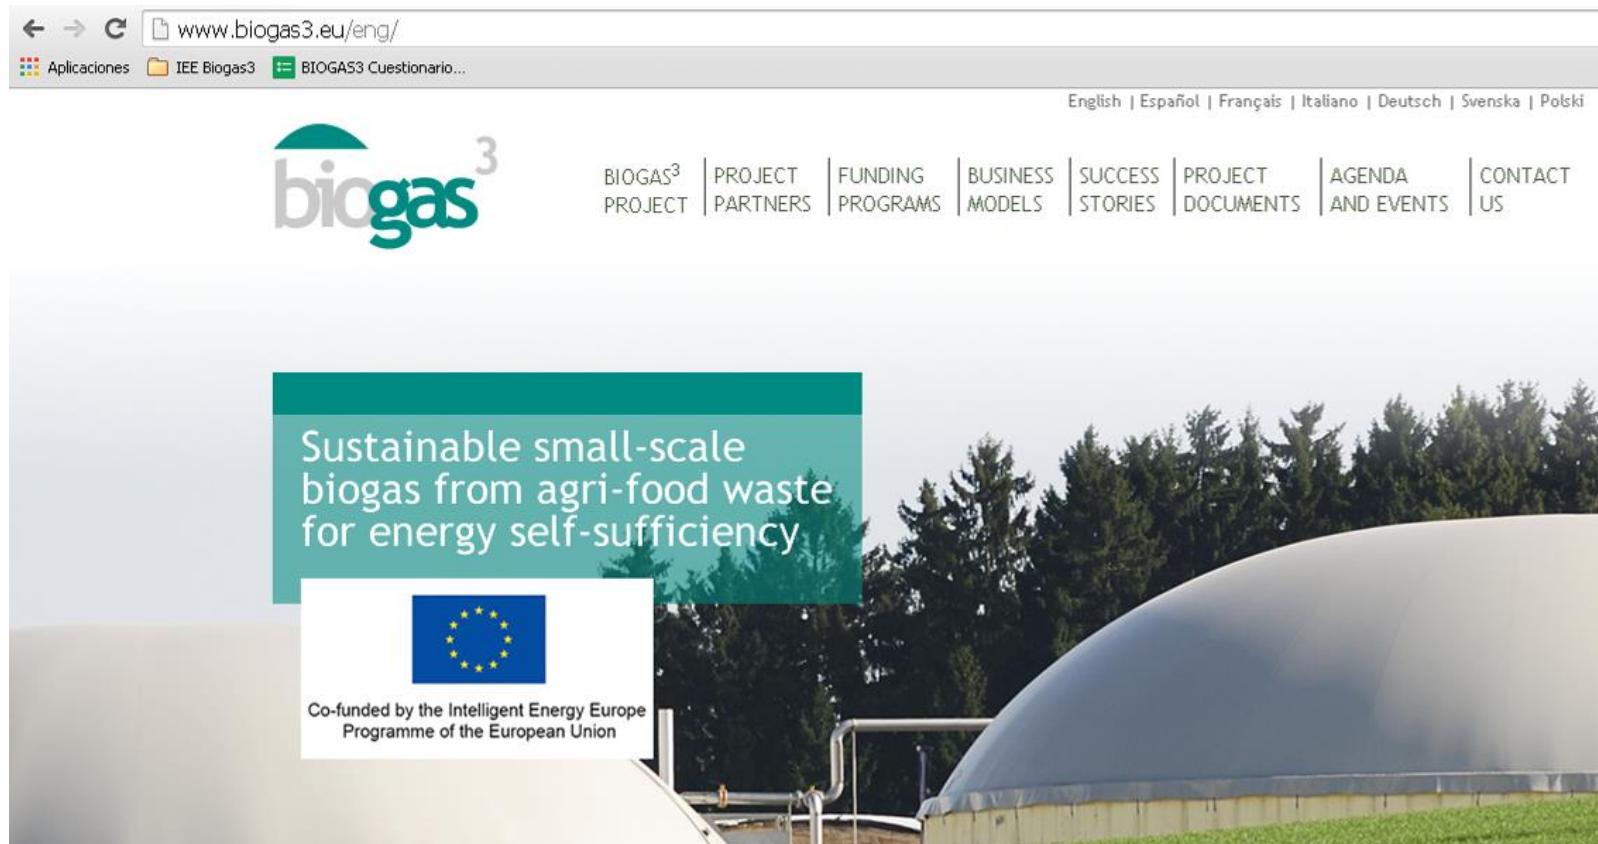 www.biogas3.eu/eng/
Aplicaciones IEE Biogas3 BIOGAS3 Cuestionario...
English | Español | Français | Italiano | Deutsch | Svenska | Polski
biogas³
BIOGAS³ PROJECT FUNDING BUSINESS SUCCESS PROJECT AGENDA CONTACT
PROJECT PARTNERS PROGRAMS MODELS STORIES DOCUMENTS AND EVENTS US
Sustainable small-scale
biogas from agri-food waste
for energy self-sufficiency
Co-funded by the Intelligent Energy Europe
Programme of the European Union